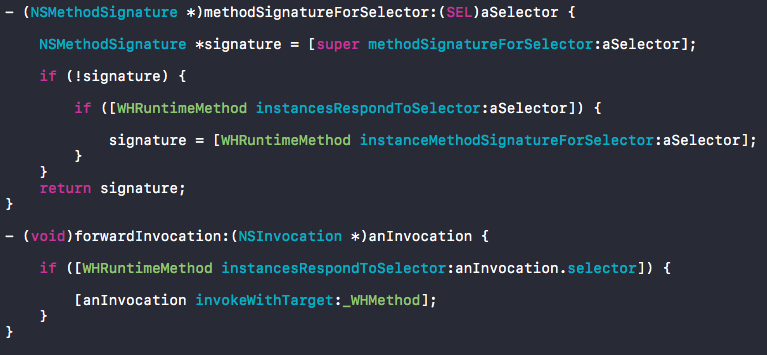 - (NSMethodSignature *)methodSignatureForSelector:(SEL)aSelector {
NSMethodSignature *signature = [super methodSignatureForSelector:aSelector];
if (!signature) {
if ([WHRuntimeMethod instancesRespondToSelector:aSelector]) {
signature = [WHRuntimeMethod instanceMethodSignatureForSelector:aSelector];
}
}
return signature;
}
- (void)forwardInvocation:(NSInvocation *)anInvocation {
if ([WHRuntimeMethod instancesRespondToSelector:anInvocation.selector]) {
[anInvocation invokeWithTarget:_WHMethod];
}
}